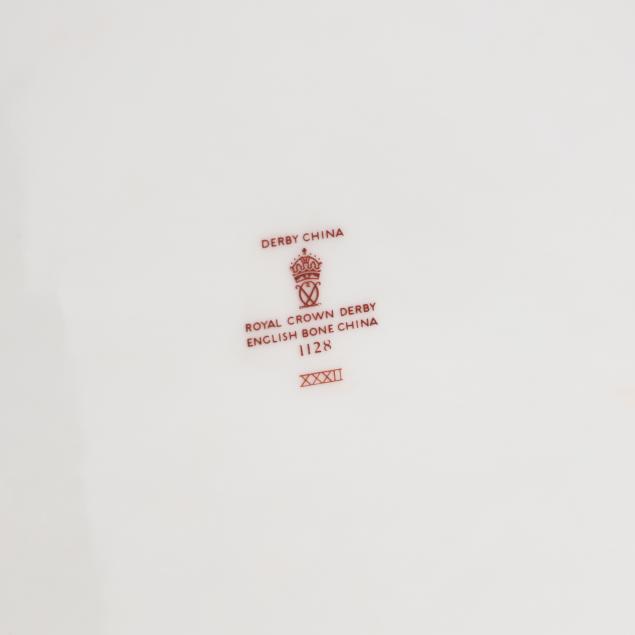 DERBY CHINA
ROYAL CROWN DERBY
ENGLISH BONE CHINA
1128
XXXII